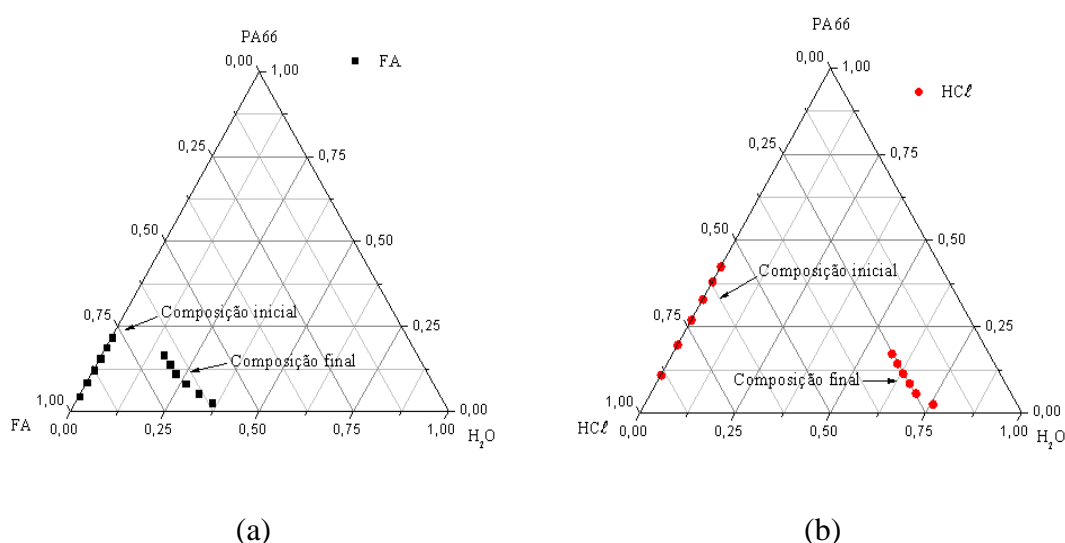 PA66
0,00 1,00
FA
0,25 0,75
0,50 0,50
Composição inicial
0,75 0,25
Composição final
1,00 0,00
FA
0,00 0,25 0,50 0,75 1,00
H₂O
(a)
PA66
0,00 1,00
HCℓ
0,25 0,75
0,50 0,50
Composição inicial
0,75 0,25
Composição final
1,00 0,00
HCℓ
0,00 0,25 0,50 0,75 1,00
H₂O
(b)